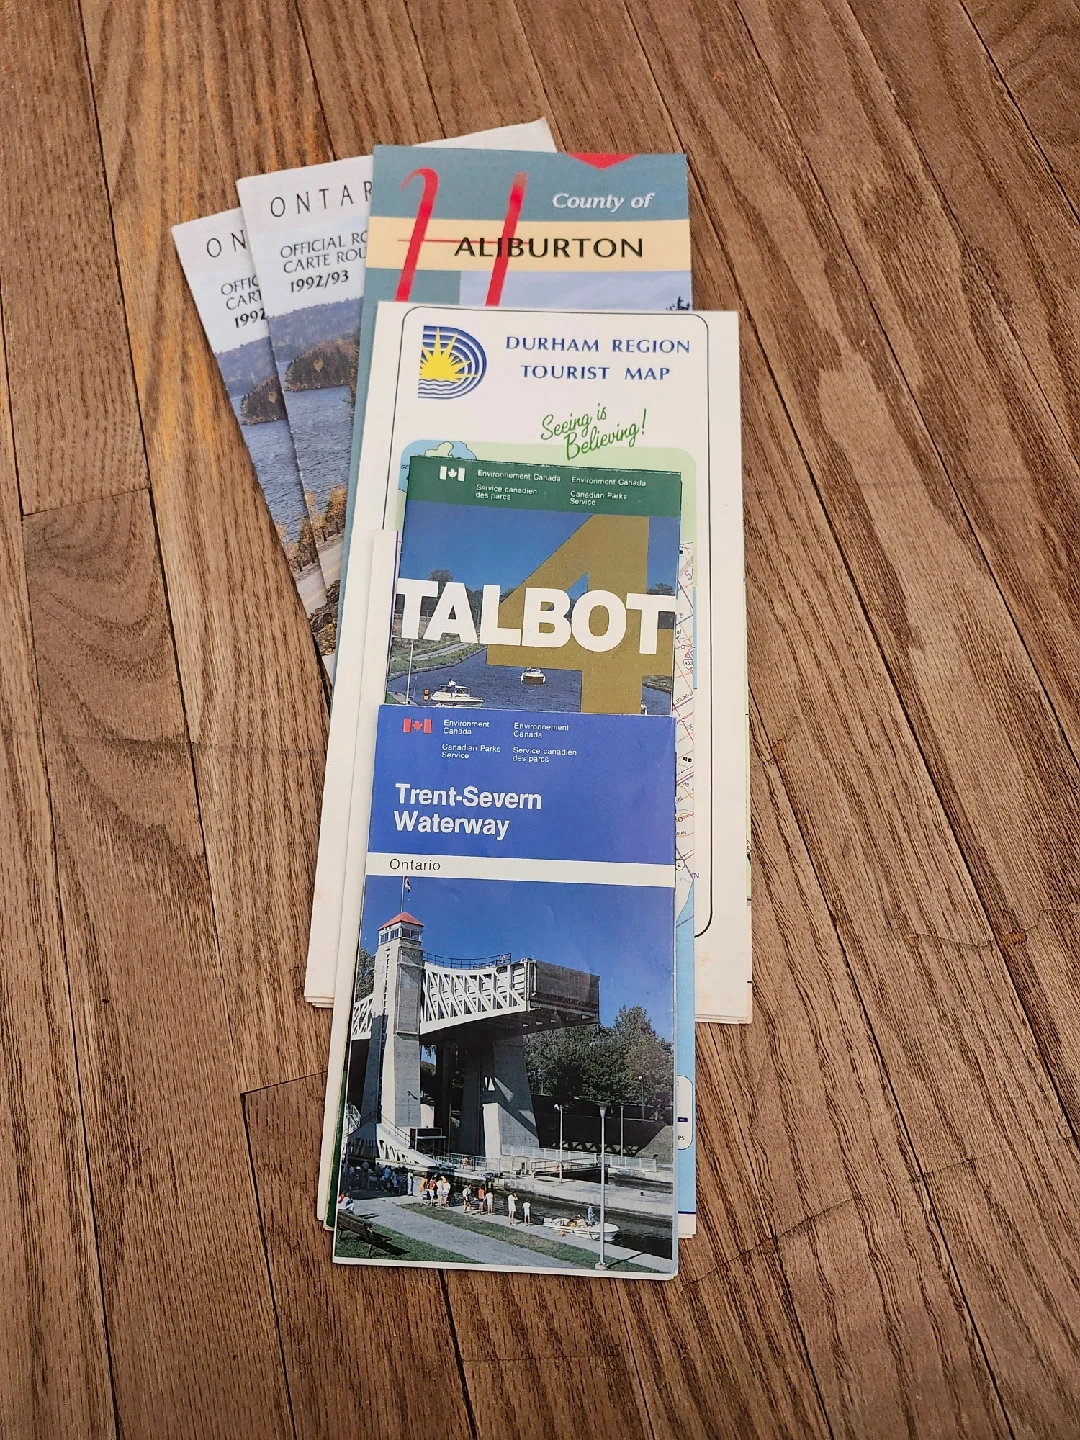 ON
OFFIC
CART
1992
ONTAR
OFFICIAL RO
CARTE ROU
1992/93
County of
HALIBURTON
DURHAM REGION
TOURIST MAP
Seeing is
Believing!
Environnement Canada Environment Canada
Service canadien Canadian Parks
des parcs Service
4
TALBOT
Environment Environnement
Canada Canada
Canadian Parks Service canadien
Service des parcs
Trent-Severn
Waterway
Ontario